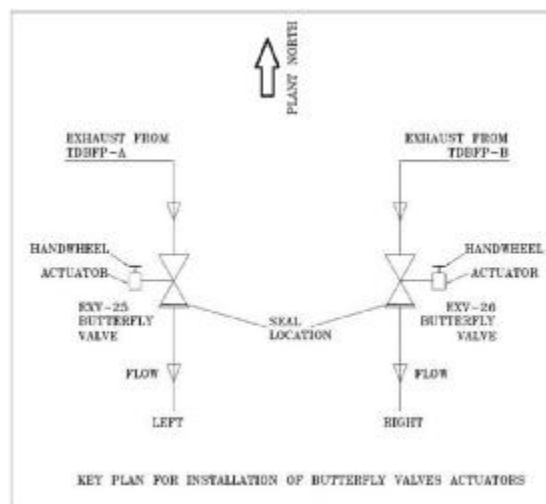 PLANT NORTH
EXHAUST FROM
TDBFP-A
EXHAUST FROM
TDBFP-B
HANDWHEEL
ACTUATOR
EXV-25
BUTTERFLY
VALVE
SEAL
LOCATION
HANDWHEEL
ACTUATOR
EXV-26
BUTTERFLY
VALVE
FLOW
FLOW
LEFT
RIGHT
KEY PLAN FOR INSTALLATION OF BUTTERFLY VALVES ACTUATORS